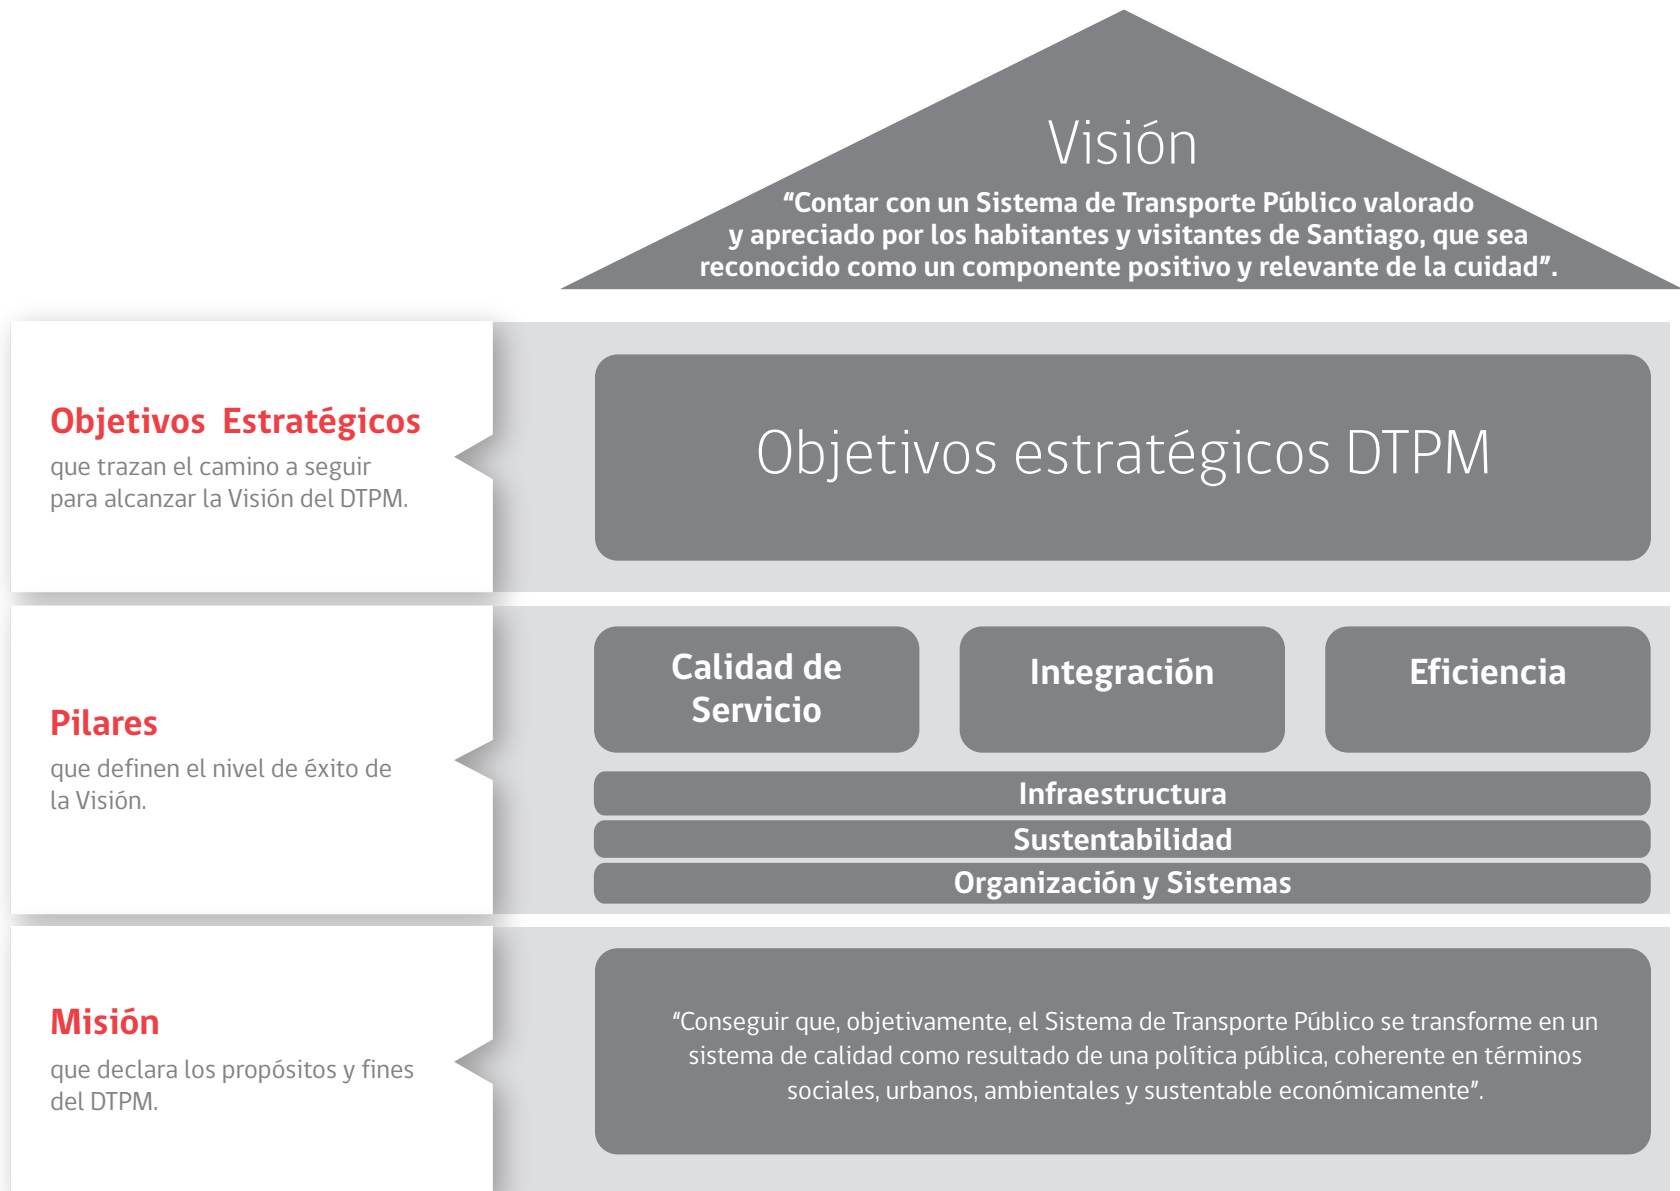 Visión
“Contar con un Sistema de Transporte Público valorado
y apreciado por los habitantes y visitantes de Santiago, que sea
reconocido como un componente positivo y relevante de la cuidad”.
Objetivos Estratégicos
que trazan el camino a seguir
para alcanzar la Visión del DTPM.
Objetivos estratégicos DTPM
Pilares
que definen el nivel de éxito de
la Visión.
Calidad de
Servicio
Integración
Eficiencia
Infraestructura
Sustentabilidad
Organización y Sistemas
Misión
que declara los propósitos y fines
del DTPM.
“Conseguir que, objetivamente, el Sistema de Transporte Público se transforme en un
sistema de calidad como resultado de una política pública, coherente en términos
sociales, urbanos, ambientales y sustentable económicamente”.